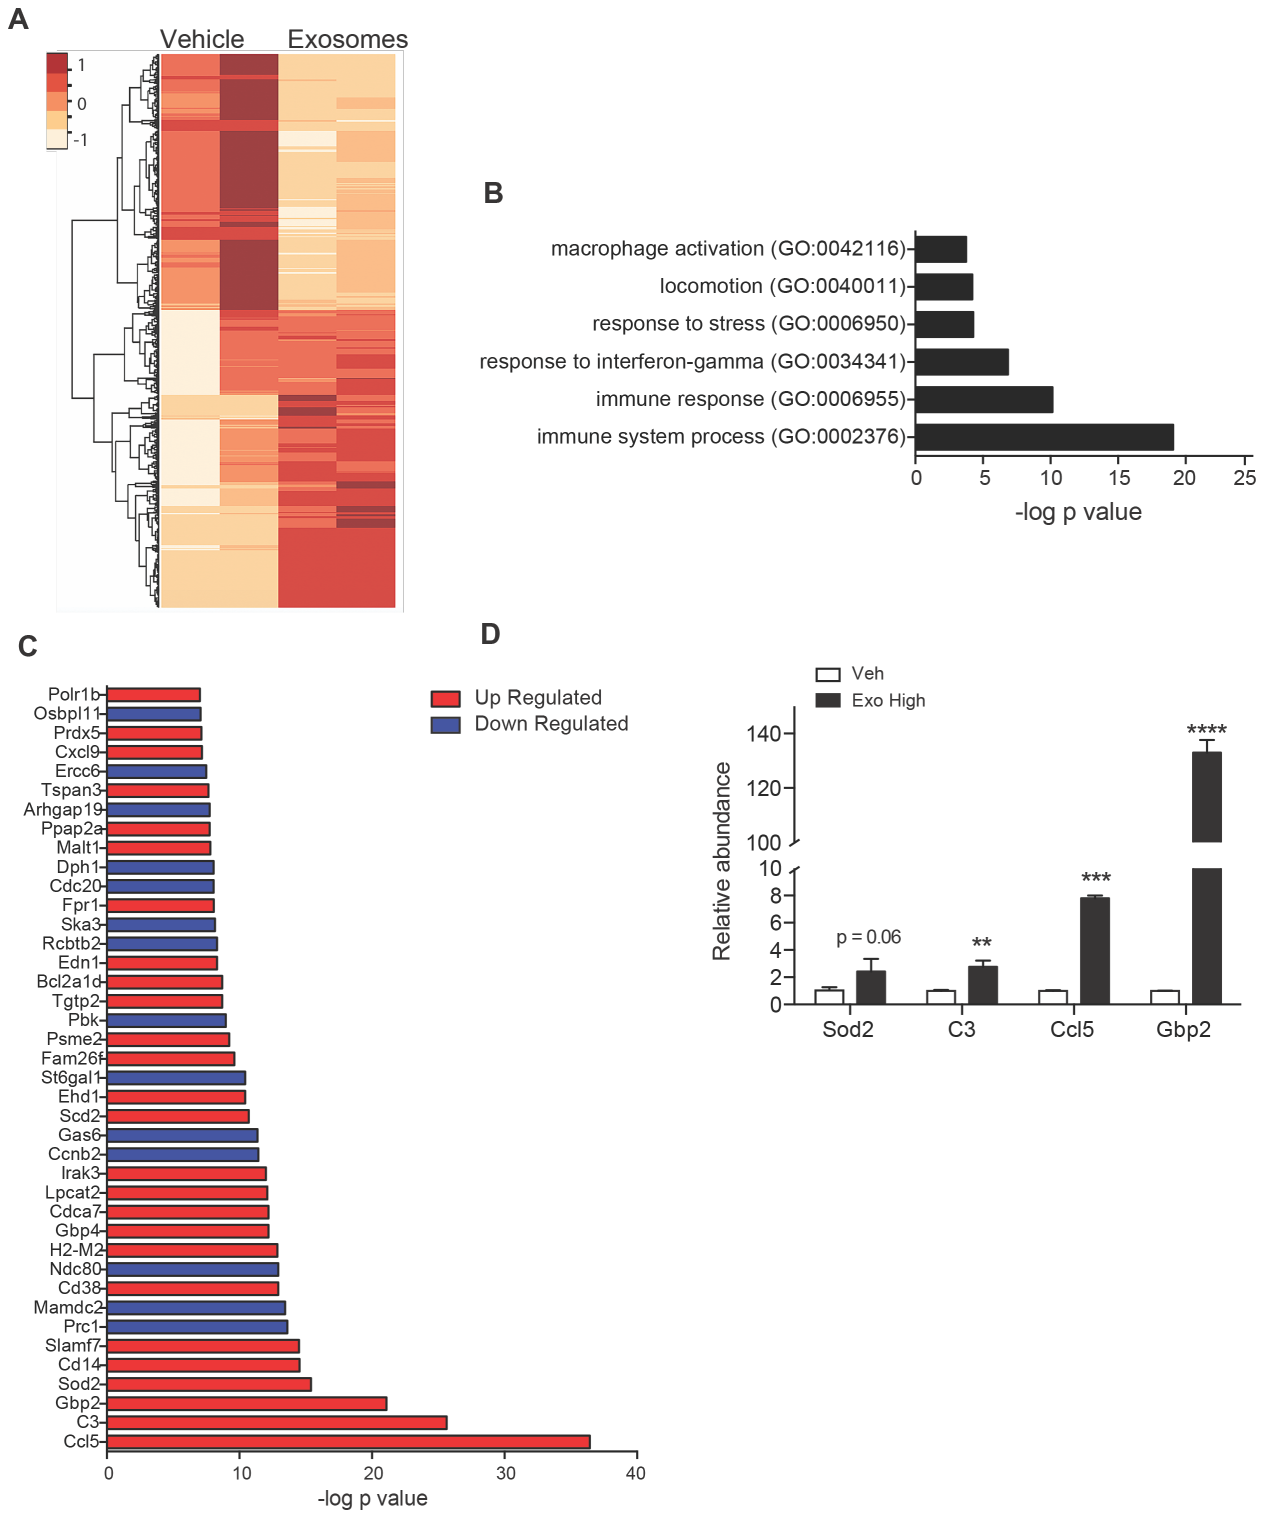 A
Vehicle Exosomes
1
0
-1
B
macrophage activation (GO:0042116)
locomotion (GO:0040011)
response to stress (GO:0006950)
response to interferon-gamma (GO:0034341)
immune response (GO:0006955)
immune system process (GO:0002376)
0 5 10 15 20 25
-log p value
C
Up Regulated
Down Regulated
Polr1b
Osbpl11
Prdx5
Cxcl9
Ercc6
Tspan3
Arhgap19
Ppap2a
Malt1
Dph1
Cdc20
Fpr1
Ska3
Rcbtb2
Edn1
Bcl2a1d
Tgtp2
Pbk
Psme2
Fam26f
St6gal1
Ehd1
Scd2
Gas6
Ccnb2
Irak3
Lpcat2
Cdca7
Gbp4
H2-M2
Ndc80
Cd38
Mamdc2
Prc1
Slamf7
Cd14
Sod2
Gbp2
C3
Ccl5
0 10 20 30 40
-log p value
D
Veh
Exo High
Relative abundance
140
120
100
10
8
6
4
2
0
p = 0.06
**
***
****
Sod2 C3 Ccl5 Gbp2